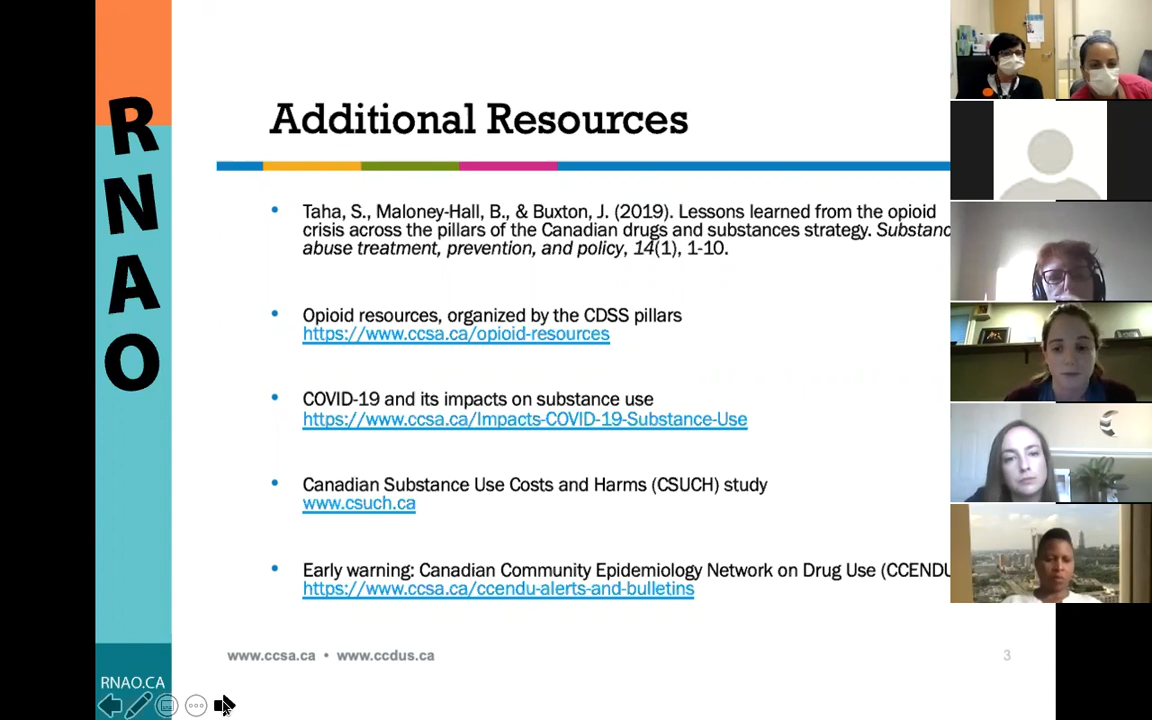 RNAO
Additional Resources
• Taha, S., Maloney-Hall, B., & Buxton, J. (2019). Lessons learned from the opioid
crisis across the pillars of the Canadian drugs and substances strategy. Substanc
abuse treatment, prevention, and policy, 14(1), 1-10.
• Opioid resources, organized by the CDSS pillars
https://www.ccsa.ca/opioid-resources
• COVID-19 and its impacts on substance use
https://www.ccsa.ca/Impacts-COVID-19-Substance-Use
• Canadian Substance Use Costs and Harms (CSUCH) study
www.csuch.ca
• Early warning: Canadian Community Epidemiology Network on Drug Use (CCENDU
https://www.ccsa.ca/ccendu-alerts-and-bulletins
www.ccsa.ca • www.ccdus.ca
3
RNAO.CA